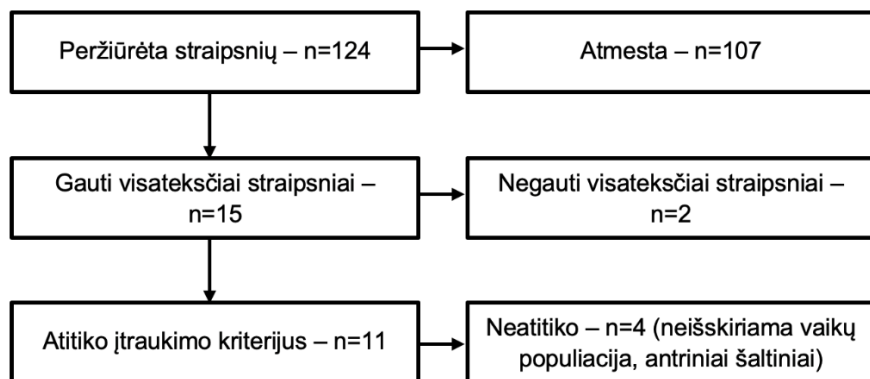 Peržiūrėta straipsnių – n=124
Atmesta – n=107
Gauti visateksčiai straipsniai –
n=15
Negauti visateksčiai straipsniai –
n=2
Atitiko įtraukimo kriterijus – n=11
Neatitiko – n=4 (neišskiriama vaikų
populiacija, antriniai šaltiniai)